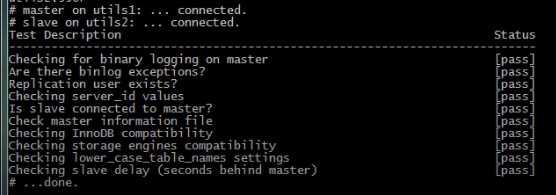 # master on utils1: ... connected.
# slave on utils2: ... connected.
Test Description Status
---------------------------------------------------------------------------
Checking for binary logging on master [pass]
Are there binlog exceptions? [pass]
Replication user exists? [pass]
Checking server_id values [pass]
Is slave connected to master? [pass]
Check master information file [pass]
Checking InnoDB compatibility [pass]
Checking storage engines compatibility [pass]
Checking lower_case_table_names settings [pass]
Checking slave delay (seconds behind master) [pass]
# ...done.